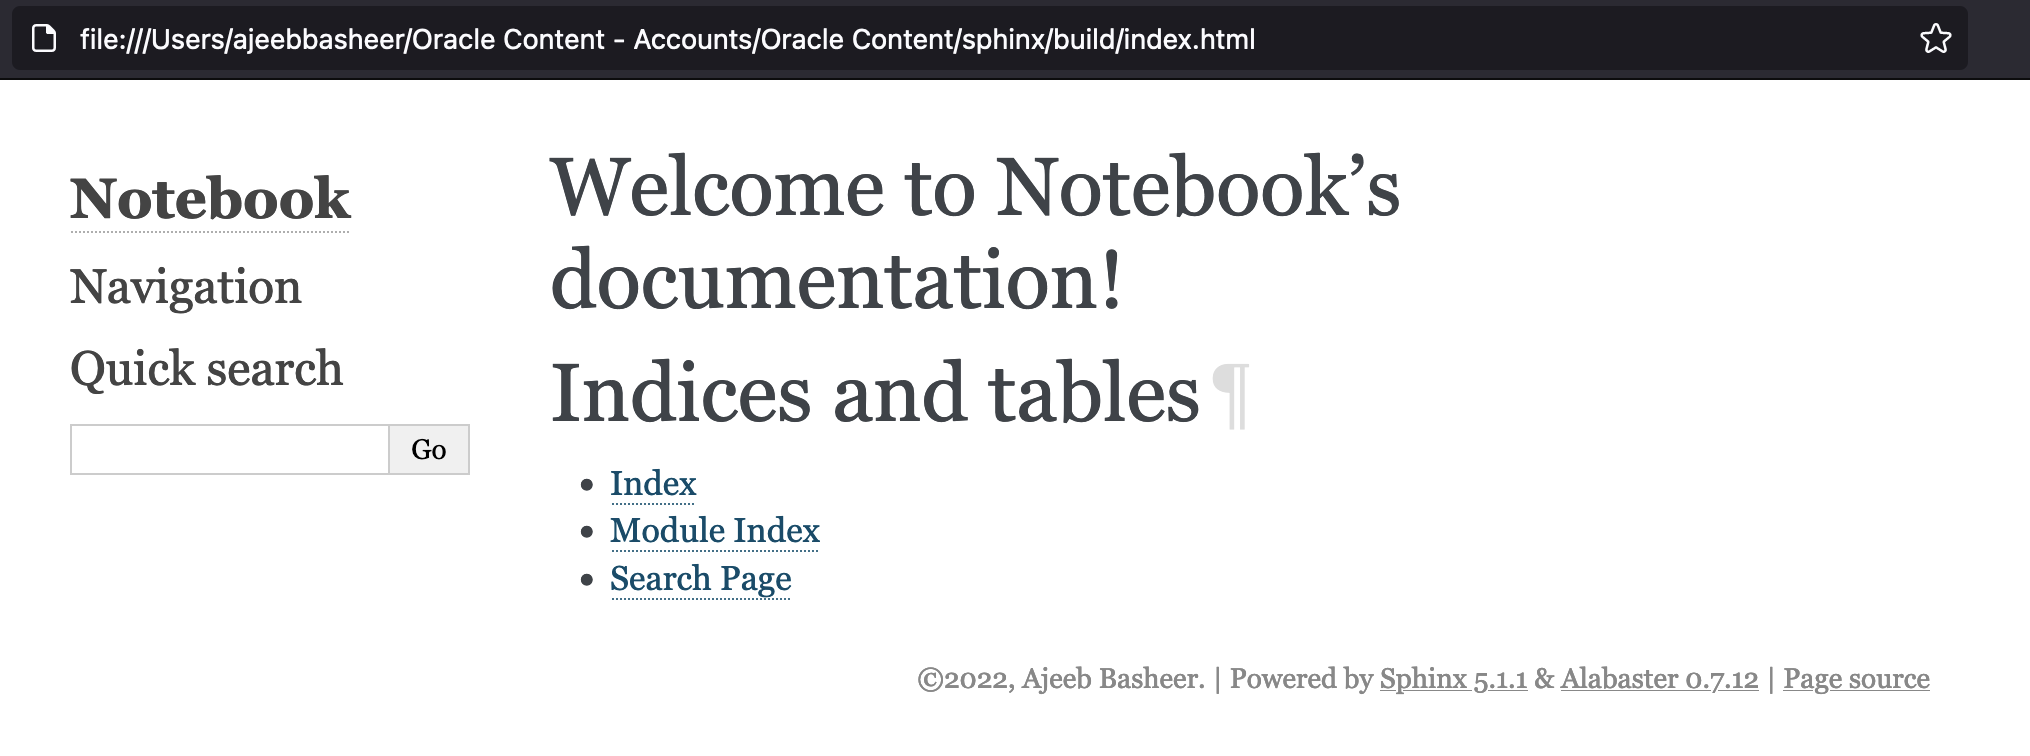 file:///Users/ajeebbasheer/Oracle Content - Accounts/Oracle Content/sphinx/build/index.html
Notebook
Navigation
Quick search
Go
Welcome to Notebook’s
documentation!
Indices and tables¶
• Index
• Module Index
• Search Page
©2022, Ajeeb Basheer. | Powered by Sphinx 5.1.1 & Alabaster 0.7.12 | Page source